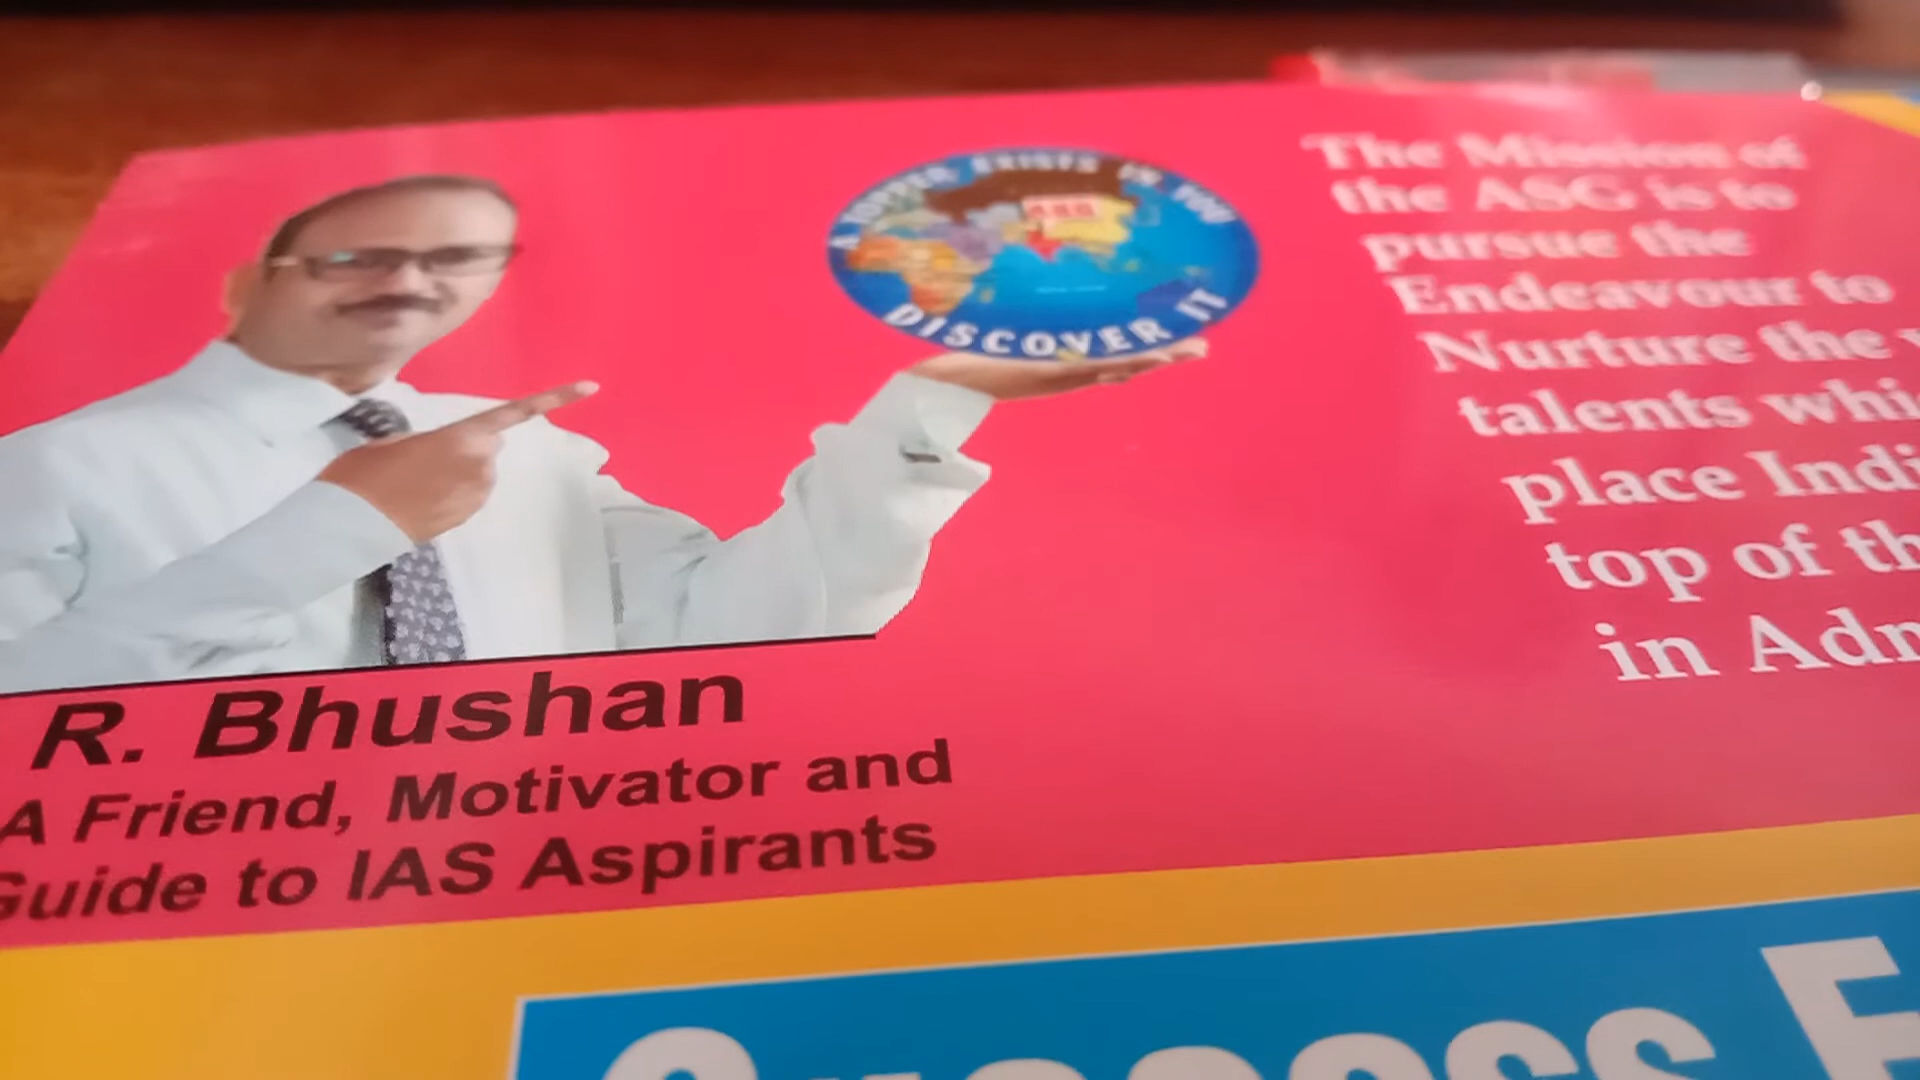 A TOPPER EXISTS IN YOU
DISCOVER IT
R. Bhushan
A Friend, Motivator and
Guide to IAS Aspirants
The Mission of
the ASG is to
pursue the
Endeavour to
Nurture the
talents whi
place Indi
top of th
in Adm
Success E